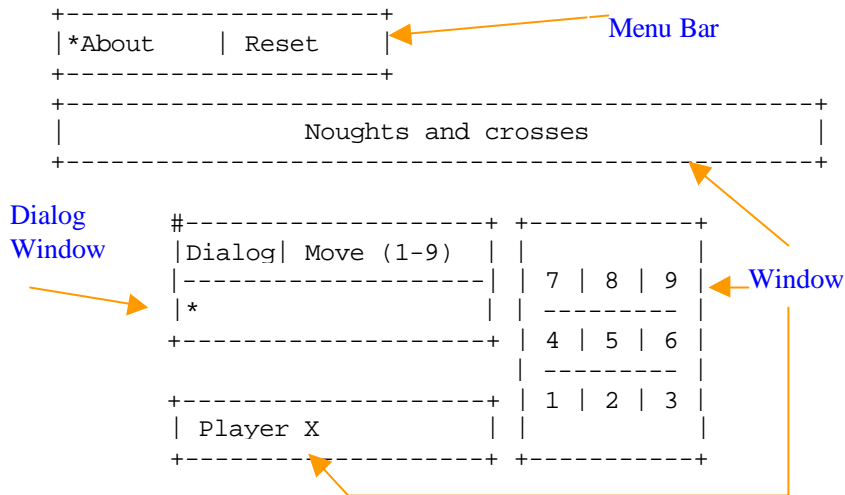 +---------------------+
|*About    | Reset    |
+---------------------+
Menu Bar
+--------------------------------------------------+
|                Noughts and crosses               |
+--------------------------------------------------+
Dialog
Window
#--------------------+ +-----------+
|Dialog| Move (1-9)  | |           |
|--------------------| | 7 | 8 | 9 |
Window
|*                   | | --------- |
+--------------------+ | 4 | 5 | 6 |
| --------- |
+--------------------+ | 1 | 2 | 3 |
| Player X           | |           |
+--------------------+ +-----------+